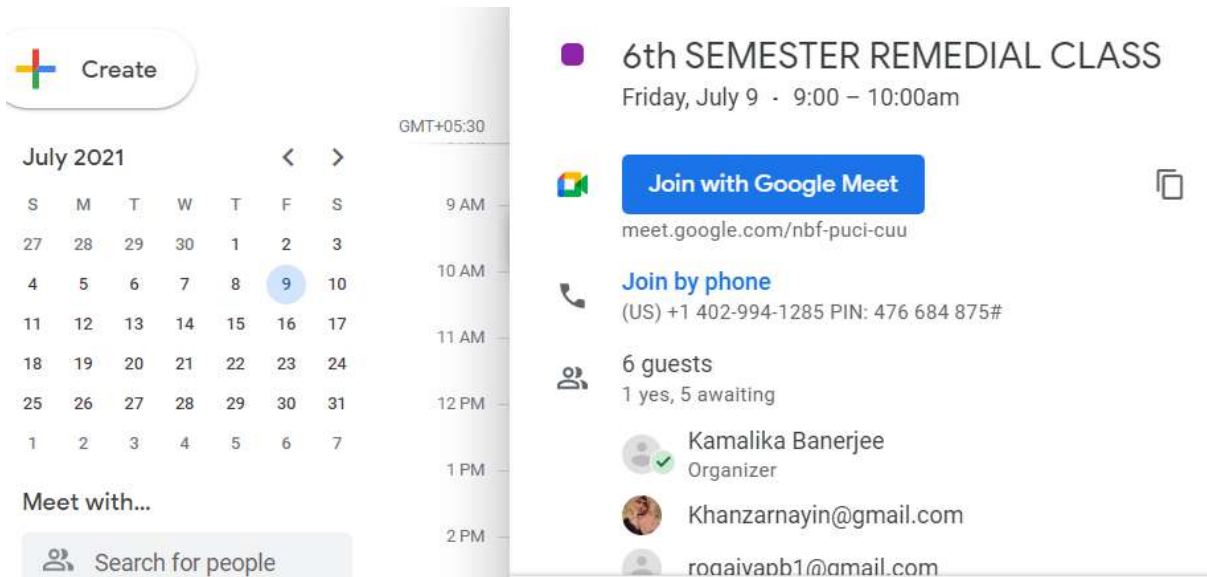 Create
GMT+05:30
July 2021
S M T W T F S
27 28 29 30 1 2 3
4 5 6 7 8 9 10
11 12 13 14 15 16 17
18 19 20 21 22 23 24
25 26 27 28 29 30 31
1 2 3 4 5 6 7
Meet with...
Search for people
9 AM
10 AM
11 AM
12 PM
1 PM
2 PM
6th SEMESTER REMEDIAL CLASS
Friday, July 9 · 9:00 – 10:00am
Join with Google Meet
meet.google.com/nbf-puci-cuu
Join by phone
(US) +1 402-994-1285 PIN: 476 684 875#
6 guests
1 yes, 5 awaiting
Kamalika Banerjee
Organizer
Khanzarnayin@gmail.com
rogaiyapb1@gmail.com